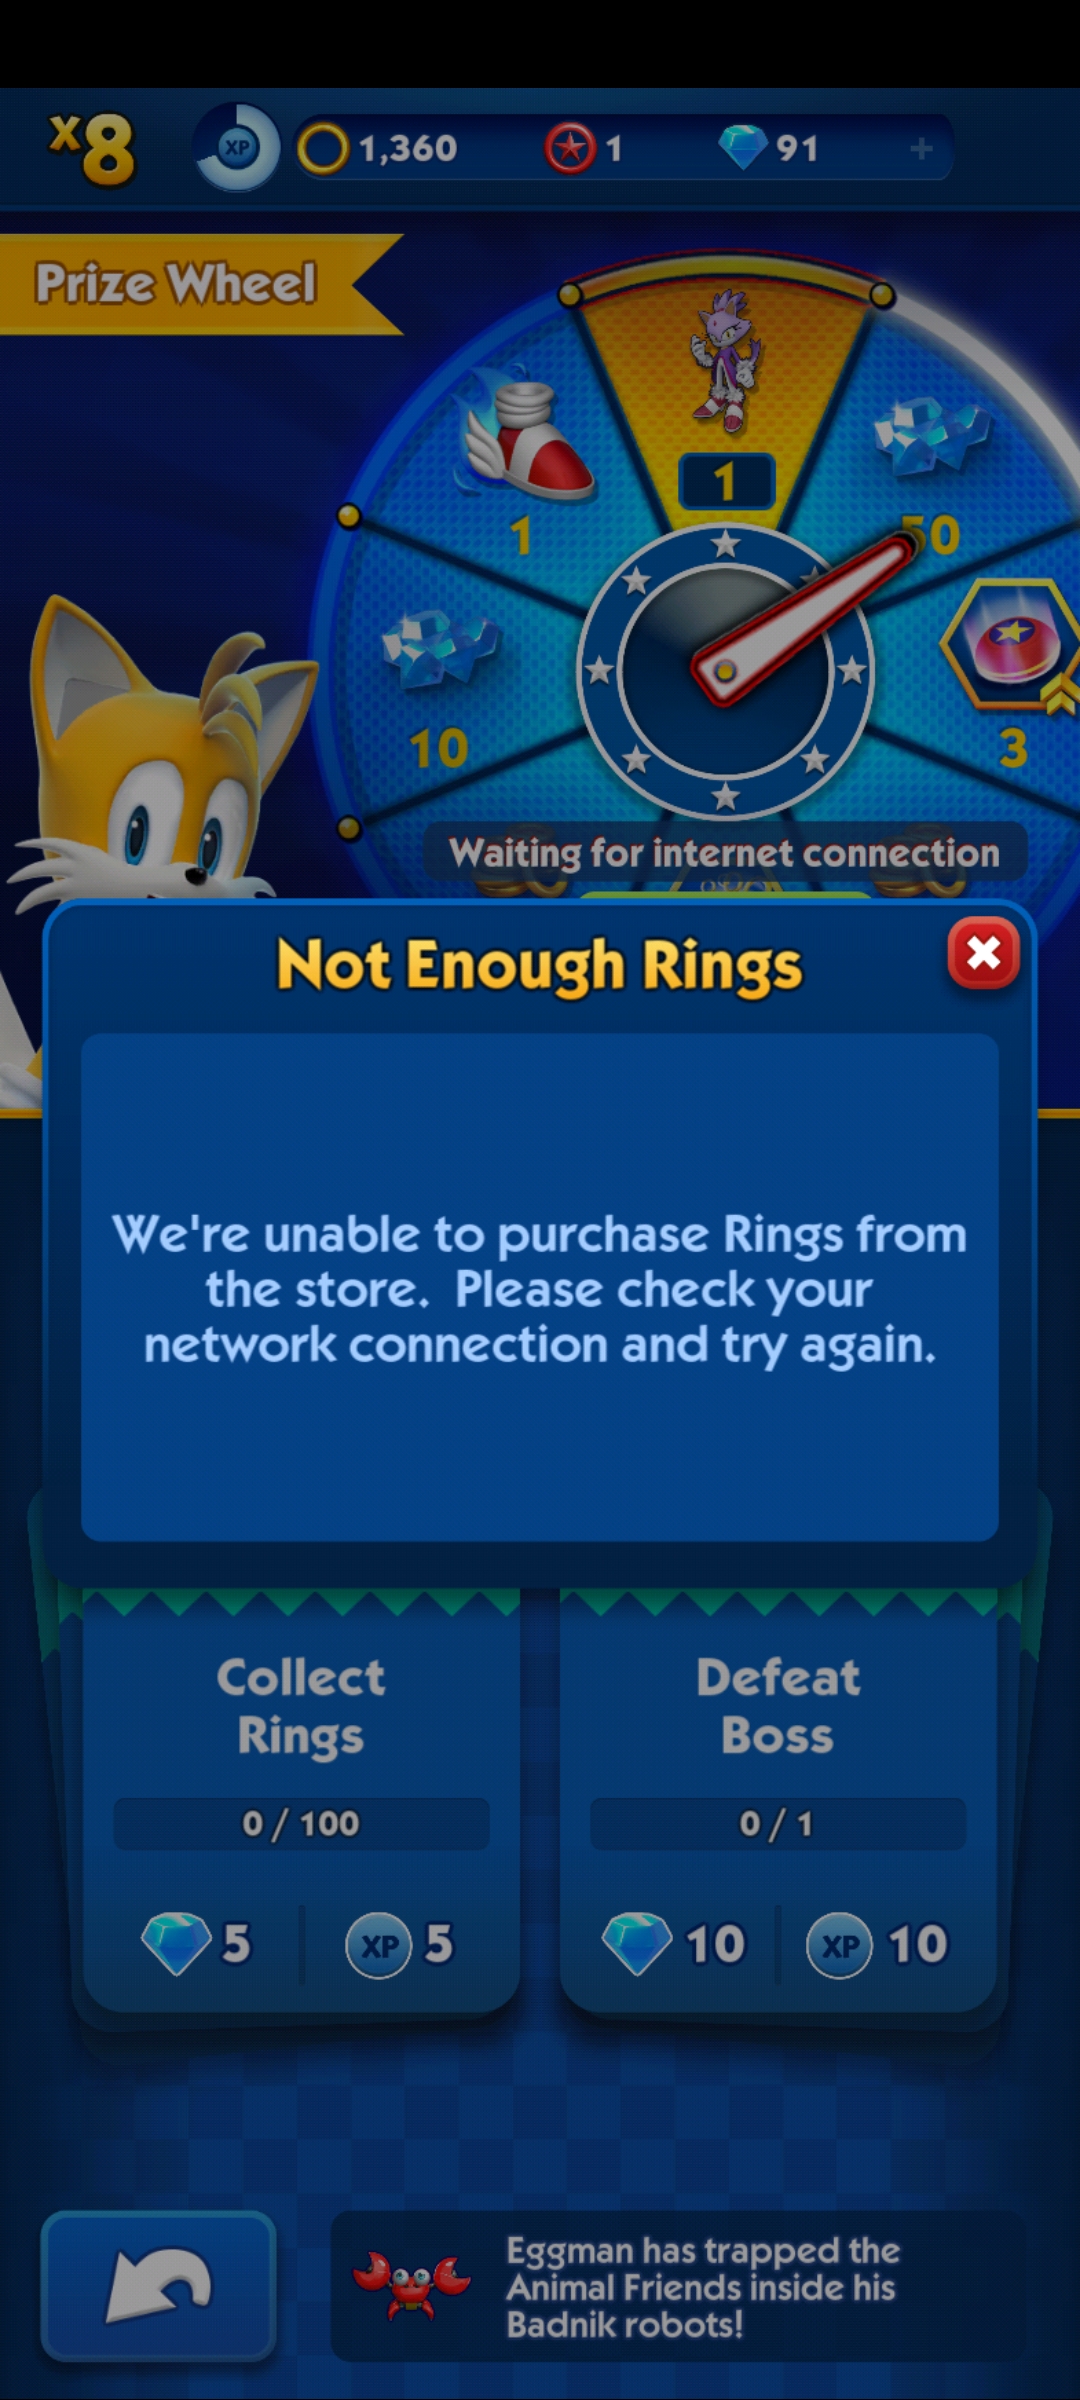 x8
XP
1,360
1
91
+
Prize Wheel
1
1
50
10
3
Waiting for internet connection
Not Enough Rings
We're unable to purchase Rings from
the store.  Please check your
network connection and try again.
Collect
Rings
Defeat
Boss
0 / 100
0 / 1
5
XP
5
10
XP
10
Eggman has trapped the
Animal Friends inside his
Badnik robots!